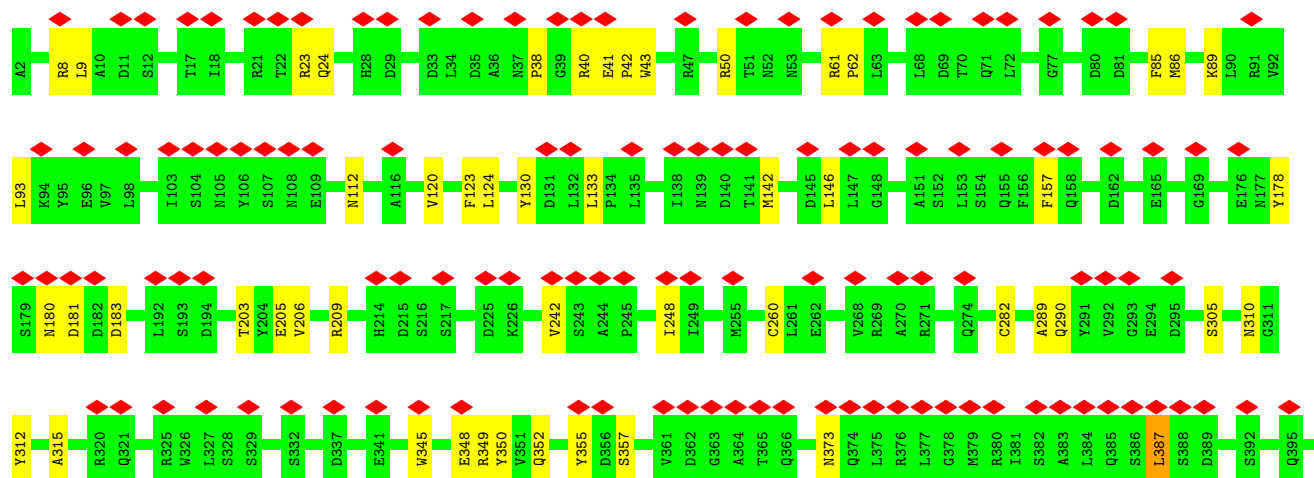 A2 R8 L9 A10 D11 S12 T17 I18 R21 T22 R23 Q24 H28 D29 D33 L34 D35 A36 N37 P38 G39 R40 E41 P42 W43 R47 R50 T51 N52 N53 R61 P62 L63 L68 D69 T70 Q71 L72 G77 D80 D81 F85 M86 K89 L90 R91 V92
L93 K94 Y95 E96 V97 L98 I103 S104 N105 Y106 S107 N108 E109 N112 A116 V120 F123 L124 Y130 D131 L132 L133 P134 L135 I138 N139 D140 T141 M142 D145 L146 L147 G148 A151 S152 L153 S154 Q155 F156 F157 Q158 D162 E165 G169 E176 N177 Y178
S179 N180 D181 D182 D183 L192 S193 D194 T203 Y204 E205 V206 R209 H214 D215 S216 S217 D225 K226 V242 S243 A244 P245 I248 I249 M255 C260 L261 E262 V268 R269 A270 R271 Q274 C282 A289 Q290 Y291 Y292 G293 E294 D295 S305 N310 G311
Y312 A315 R320 Q321 R325 W326 L327 S328 S329 S332 D337 E341 W345 E348 R349 Y350 V351 Q352 Y355 D356 S357 V361 D362 G363 A364 T365 Q366 N373 Q374 L375 R376 L377 G378 M379 R380 I381 S382 A383 L384 Q385 S386 L387 S388 D389 S392 Q395